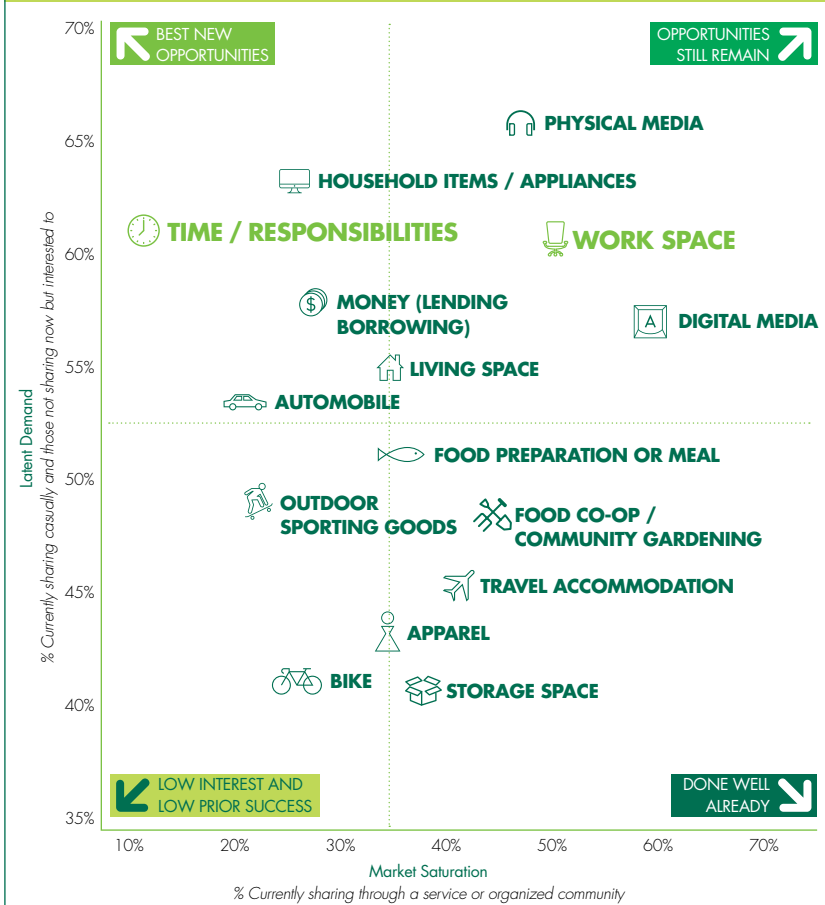 70%
BEST NEW
OPPORTUNITIES
OPPORTUNITIES
STILL REMAIN
PHYSICAL MEDIA
65%
HOUSEHOLD ITEMS / APPLIANCES
TIME / RESPONSIBILITIES
WORK SPACE
60%
$
MONEY (LENDING
BORROWING)
A
DIGITAL MEDIA
LIVING SPACE
55%
AUTOMOBILE
FOOD PREPARATION OR MEAL
50%
OUTDOOR
SPORTING GOODS
FOOD CO-OP /
COMMUNITY GARDENING
45%
TRAVEL ACCOMMODATION
APPAREL
BIKE
STORAGE SPACE
40%
LOW INTEREST AND
LOW PRIOR SUCCESS
DONE WELL
ALREADY
35%
Latent Demand
% Currently sharing casually and those not sharing now but interested to
10% 20% 30% 40% 50% 60% 70%
Market Saturation
% Currently sharing through a service or organized community